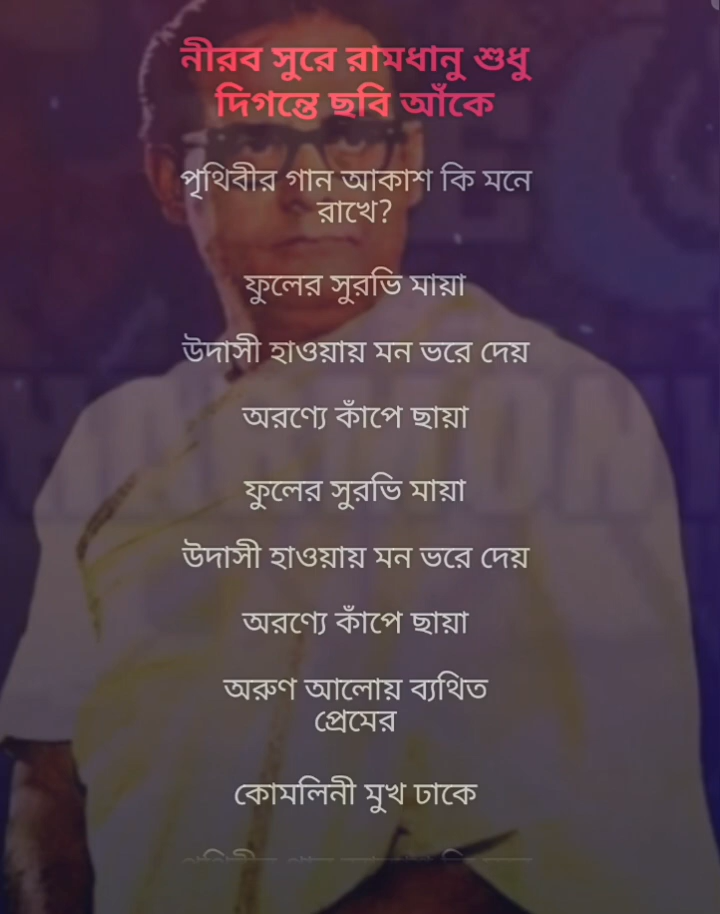 নীরব সুরে রামধানু শুধু
দিগন্তে ছবি আঁকে
পৃথিবীর গান আকাশ কি মনে
রাখে?
ফুলের সুরভি মায়া
উদাসী হাওয়ায় মন ভরে দেয়
অরণ্যে কাঁপে ছায়া
ফুলের সুরভি মায়া
উদাসী হাওয়ায় মন ভরে দেয়
অরণ্যে কাঁপে ছায়া
অরুণ আলোয় ব্যথিত
প্রেমের
কোমলিনী মুখ ঢাকে